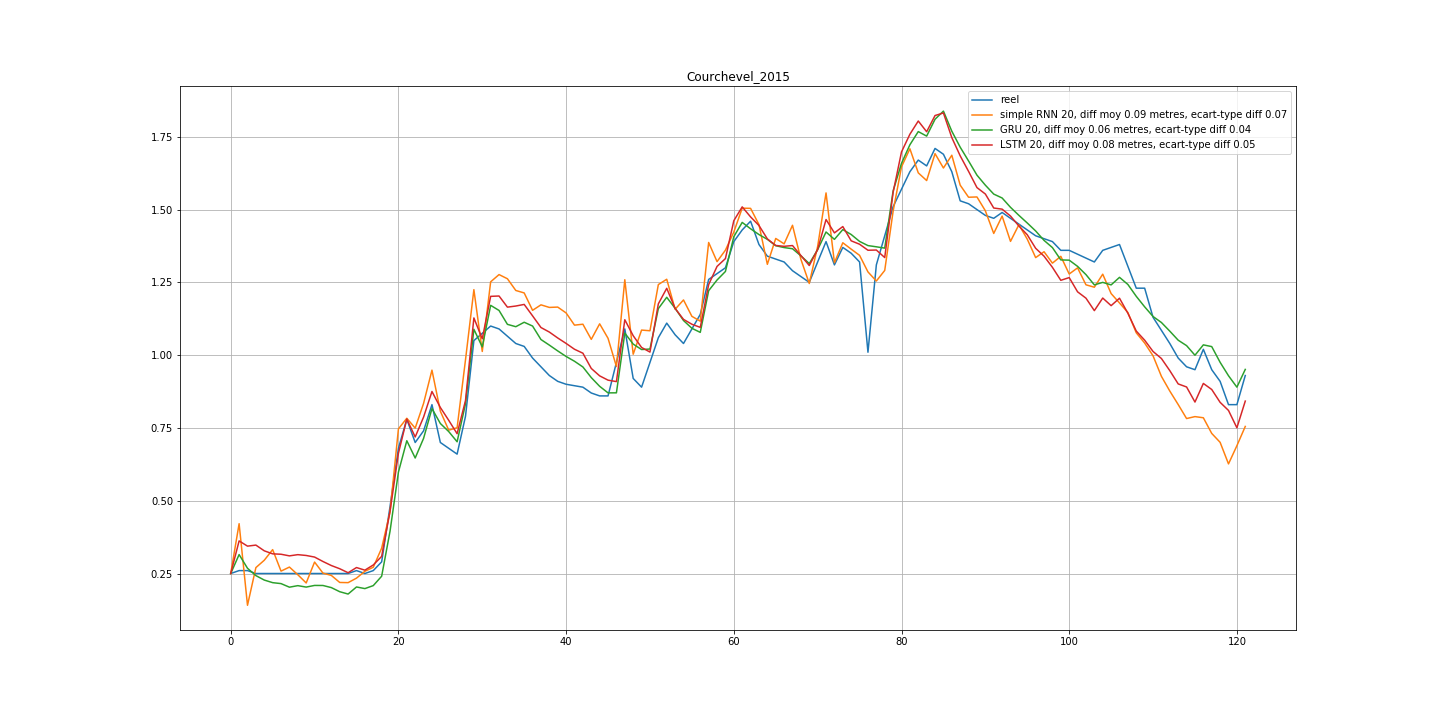 Courchevel_2015
reel
simple RNN 20, diff moy 0.09 metres, ecart-type diff 0.07
GRU 20, diff moy 0.06 metres, ecart-type diff 0.04
LSTM 20, diff moy 0.08 metres, ecart-type diff 0.05
1.75
1.50
1.25
1.00
0.75
0.50
0.25
0 20 40 60 80 100 120